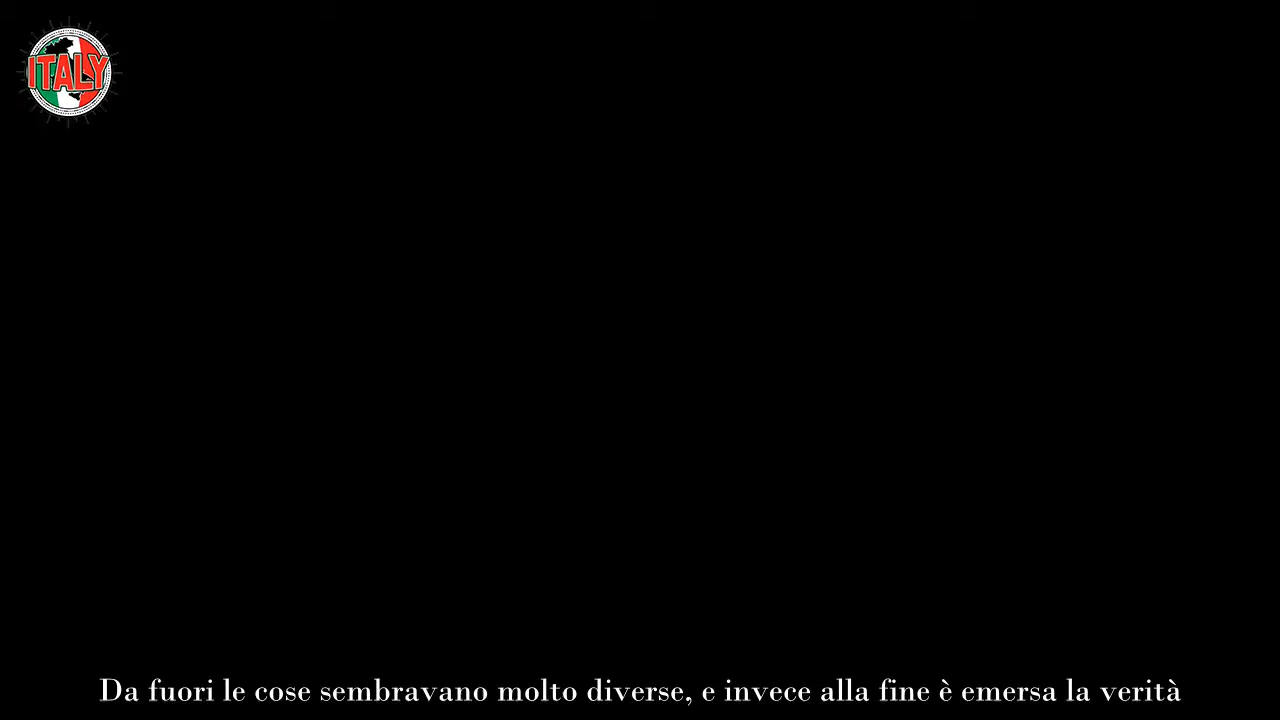 ITALY
Da fuori le cose sembravano molto diverse, e invece alla fine è emersa la verità